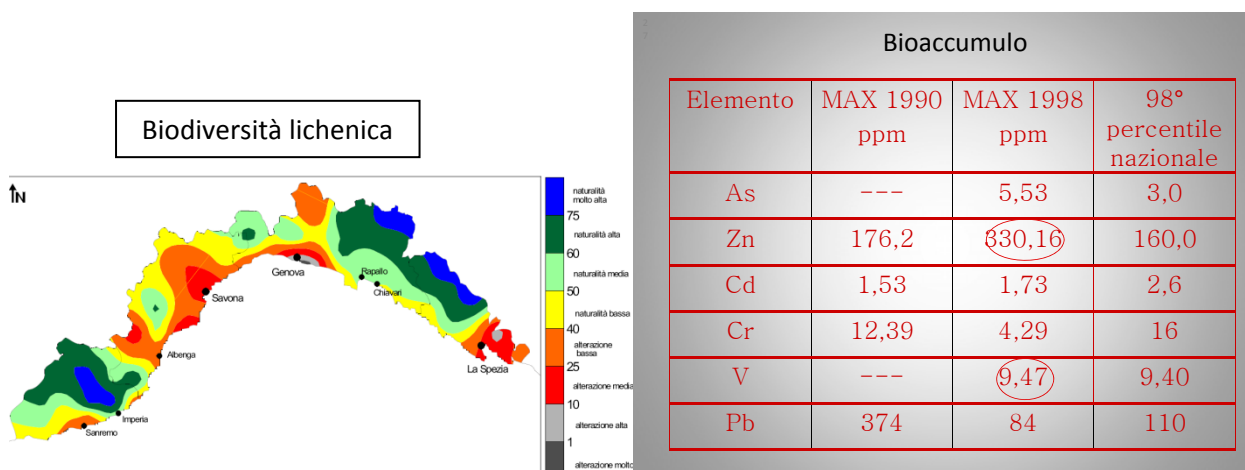 Biodiversità lichenica
N
Genova
Rapallo
Chiavari
Savona
Albenga
La Spezia
Imperia
Sanremo
naturalità
molto alta
75
naturalità alta
60
naturalità media
50
naturalità bassa
40
alterazione
bassa
25
alterazione media
10
alterazione alta
1
alterazione molto
Bioaccumulo
Elemento MAX 1990 ppm MAX 1998 ppm 98° percentile nazionale
As --- 5,53 3,0
Zn 176,2 330,16 160,0
Cd 1,53 1,73 2,6
Cr 12,39 4,29 16
V --- 9,47 9,40
Pb 374 84 110